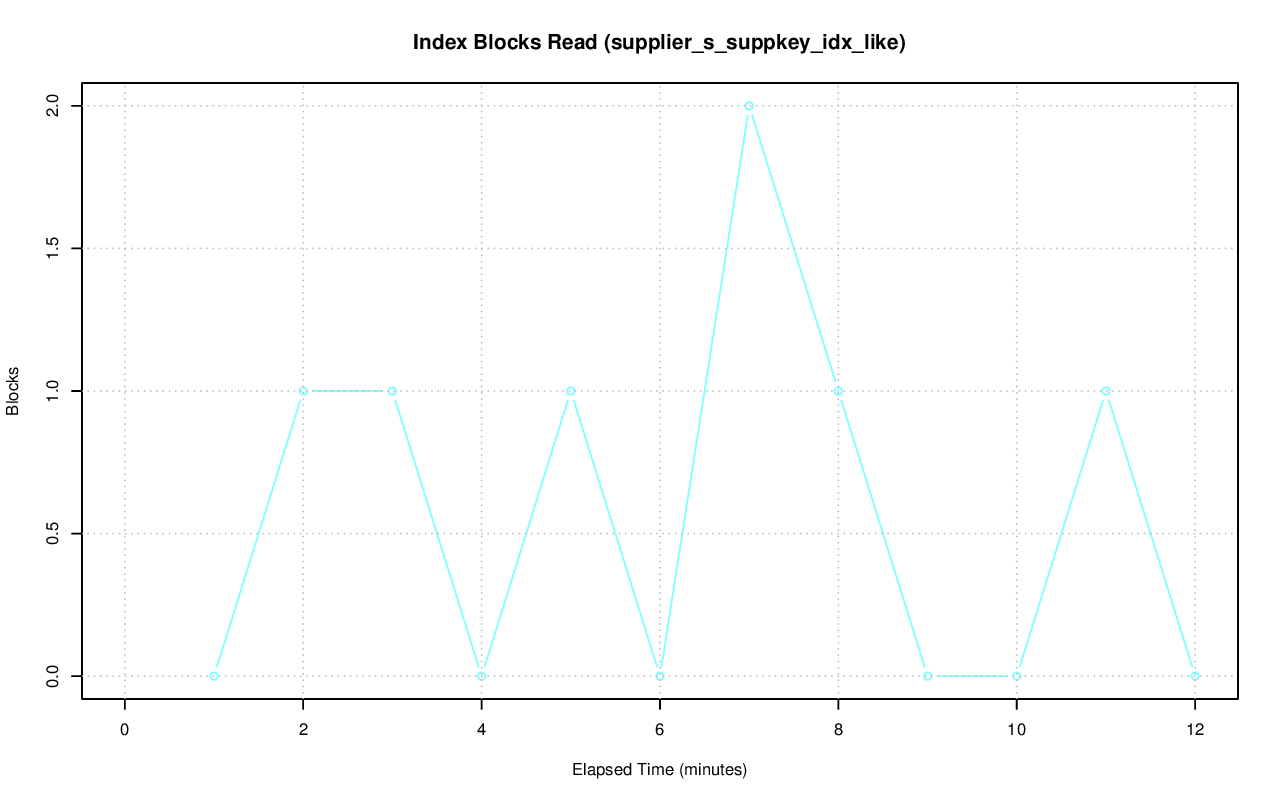 Index Blocks Read (supplier_s_suppkey_idx_like)
2.0
1.5
1.0
0.5
0.0
Blocks
0 2 4 6 8 10 12
Elapsed Time (minutes)